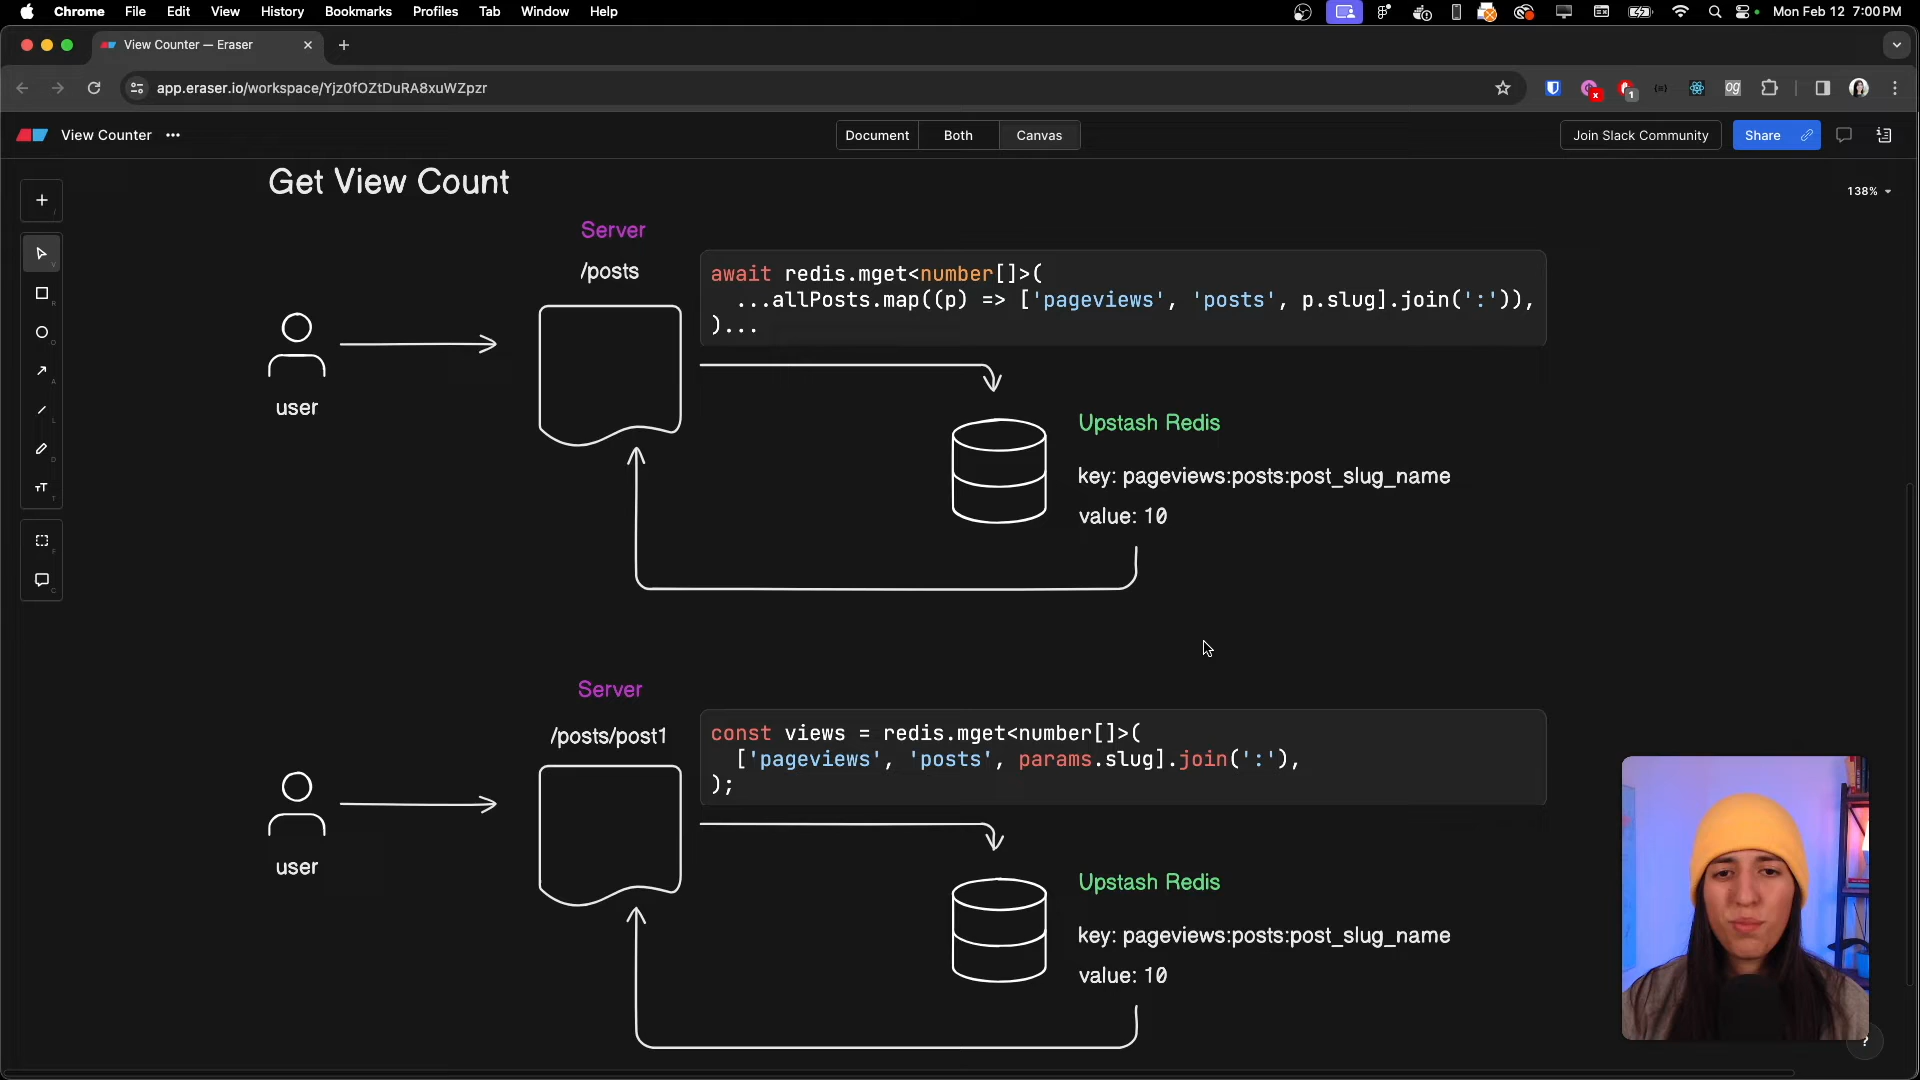 Chrome File Edit View History Bookmarks Profiles Tab Window Help
Mon Feb 12 7:00 PM
View Counter — Eraser
app.eraser.io/workspace/Yjz0fOZtDuRA8xuWZpzr
View Counter
Document Both Canvas
Join Slack Community
Share
138%
Get View Count
Server
/posts
await redis.mget<number[]>(
...allPosts.map((p) => ['pageviews', 'posts', p.slug].join(':')),
)...
user
Upstash Redis
key: pageviews:posts:post_slug_name
value: 10
Server
/posts/post1
const views = redis.mget<number[]>(
['pageviews', 'posts', params.slug].join(':'),
);
user
Upstash Redis
key: pageviews:posts:post_slug_name
value: 10